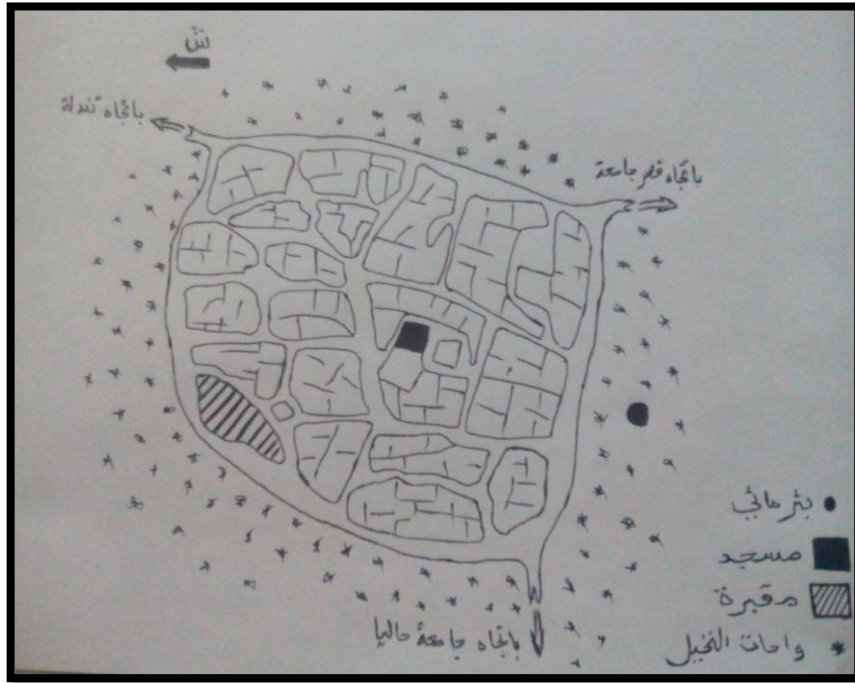 ش
باتجاه تندلة
باتجاه قصر جامعة
بئر مائي
مسجد
مقبرة
واحات النخيل
باتجاه جامعة حاليا